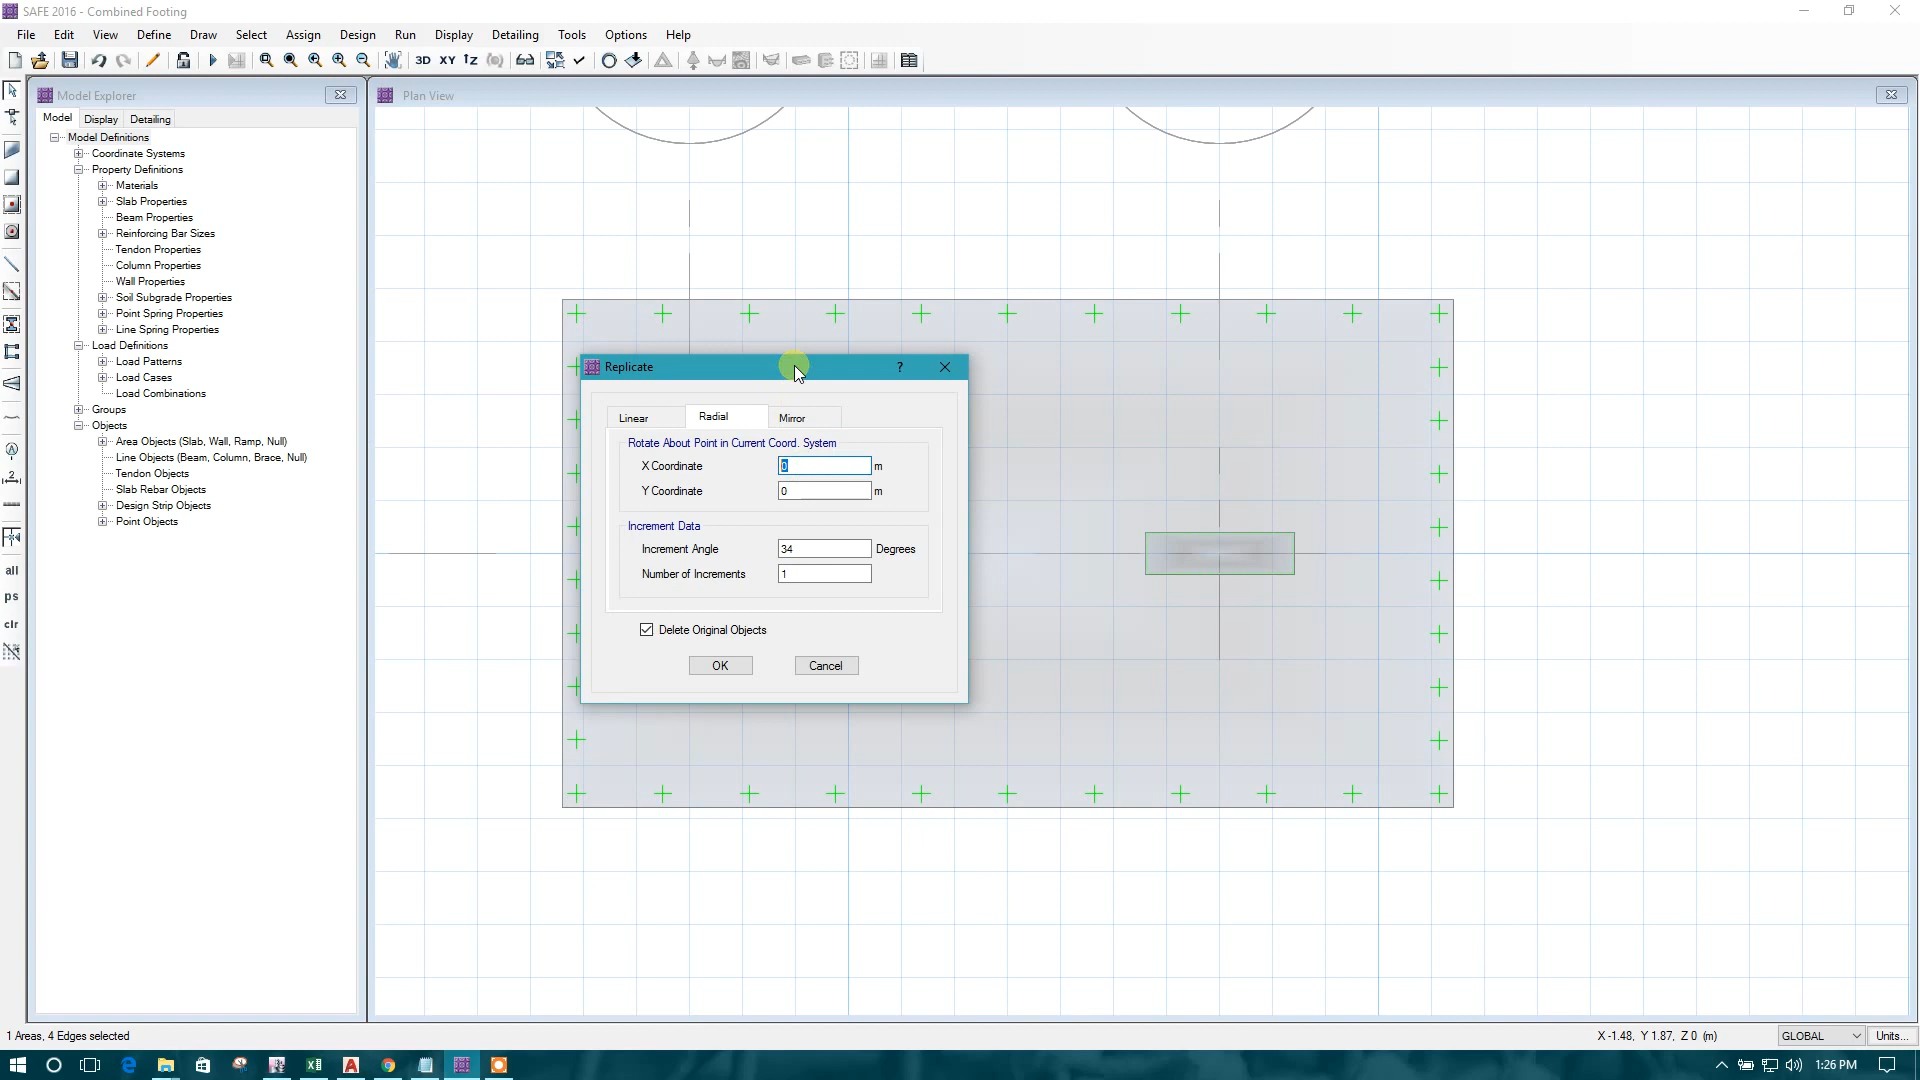 SAFE 2016 - Combined Footing
File Edit View Define Draw Select Assign Design Run Display Detailing Tools Options Help
3D XY
Model Explorer
Plan View
Model Display Detailing
Model Definitions
Coordinate Systems
Property Definitions
Materials
Slab Properties
Beam Properties
Reinforcing Bar Sizes
Tendon Properties
Column Properties
Wall Properties
Soil Subgrade Properties
Point Spring Properties
Line Spring Properties
Load Definitions
Load Patterns
Load Cases
Load Combinations
Groups
Objects
Area Objects (Slab, Wall, Ramp, Null)
Line Objects (Beam, Column, Brace, Null)
Tendon Objects
Slab Rebar Objects
Design Strip Objects
Point Objects
all
ps
clr
Replicate ?
Linear Radial Mirror
Rotate About Point in Current Coord. System
X Coordinate 0 m
Y Coordinate 0 m
Increment Data
Increment Angle 34 Degrees
Number of Increments 1
Delete Original Objects
OK Cancel
1 Areas, 4 Edges selected
X -1.48, Y 1.87, Z 0 (m)
GLOBAL
Units...
1:26 PM